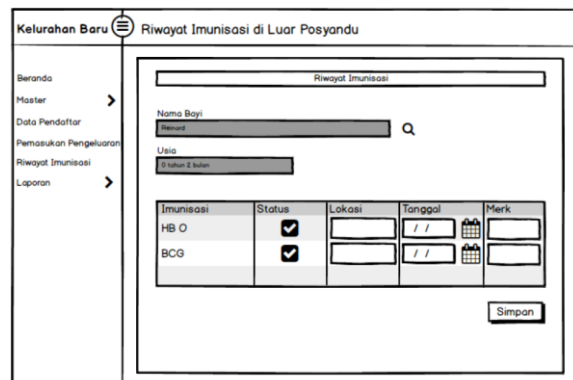 Kelurahan Baru
Riwayat Imunisasi di Luar Posyandu
Beranda
Master
Data Pendaftar
Pemasukan Pengeluaran
Riwayat Imunisasi
Laporan
Riwayat Imunisasi
Nama Bayi
Reinard
Usia
0 tahun 2 bulan
Imunisasi Status Lokasi Tanggal Merk
HB O / /
BCG / /
Simpan